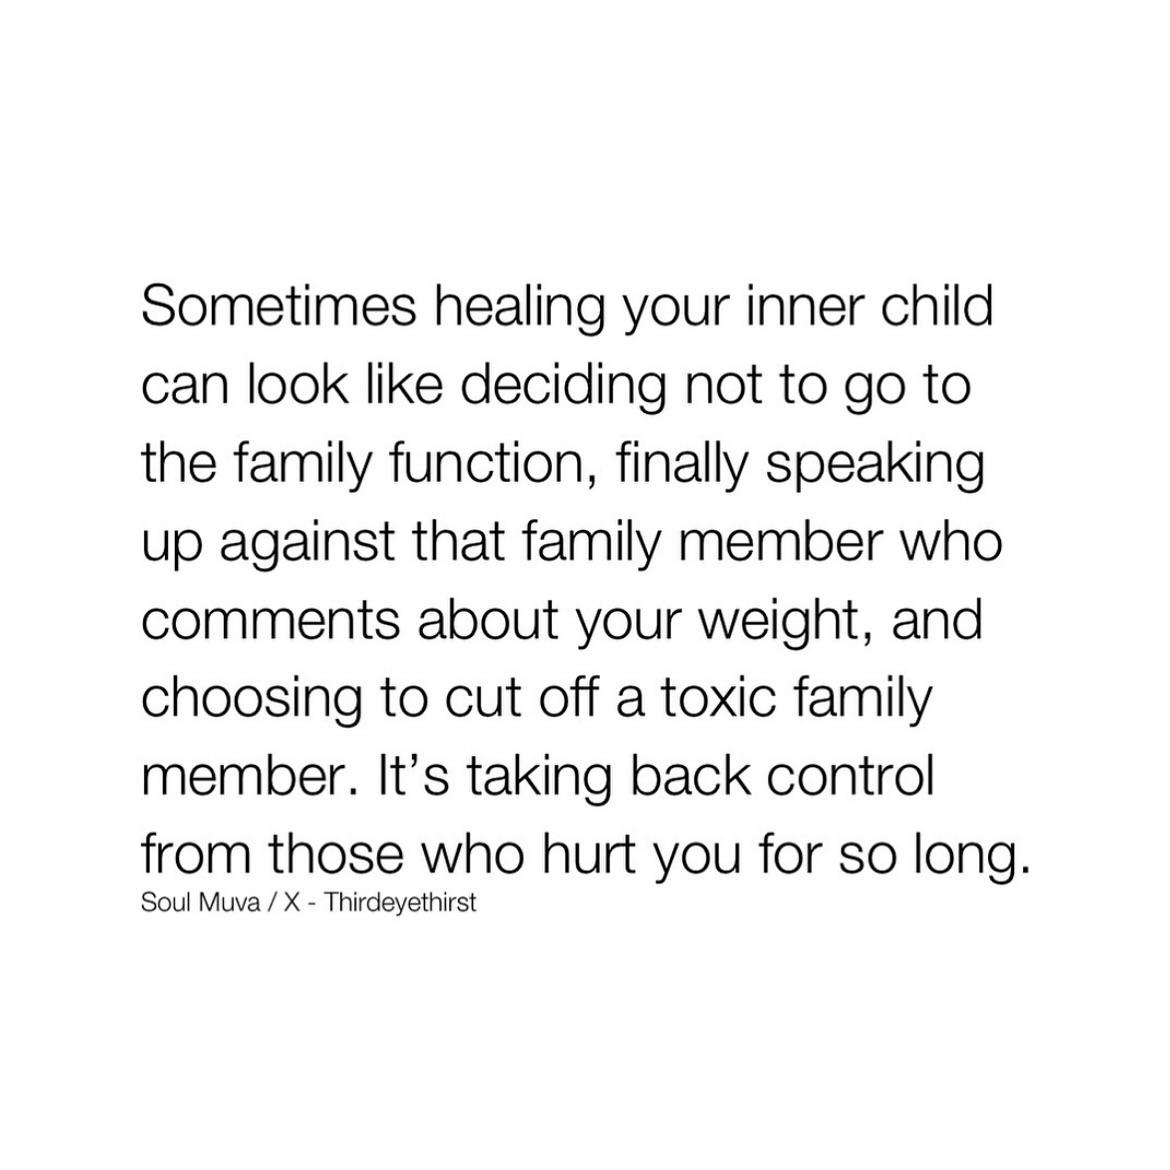 Sometimes healing your inner child
can look like deciding not to go to
the family function, finally speaking
up against that family member who
comments about your weight, and
choosing to cut off a toxic family
member. It’s taking back control
from those who hurt you for so long.
Soul Muva / X - Thirdeyethirst